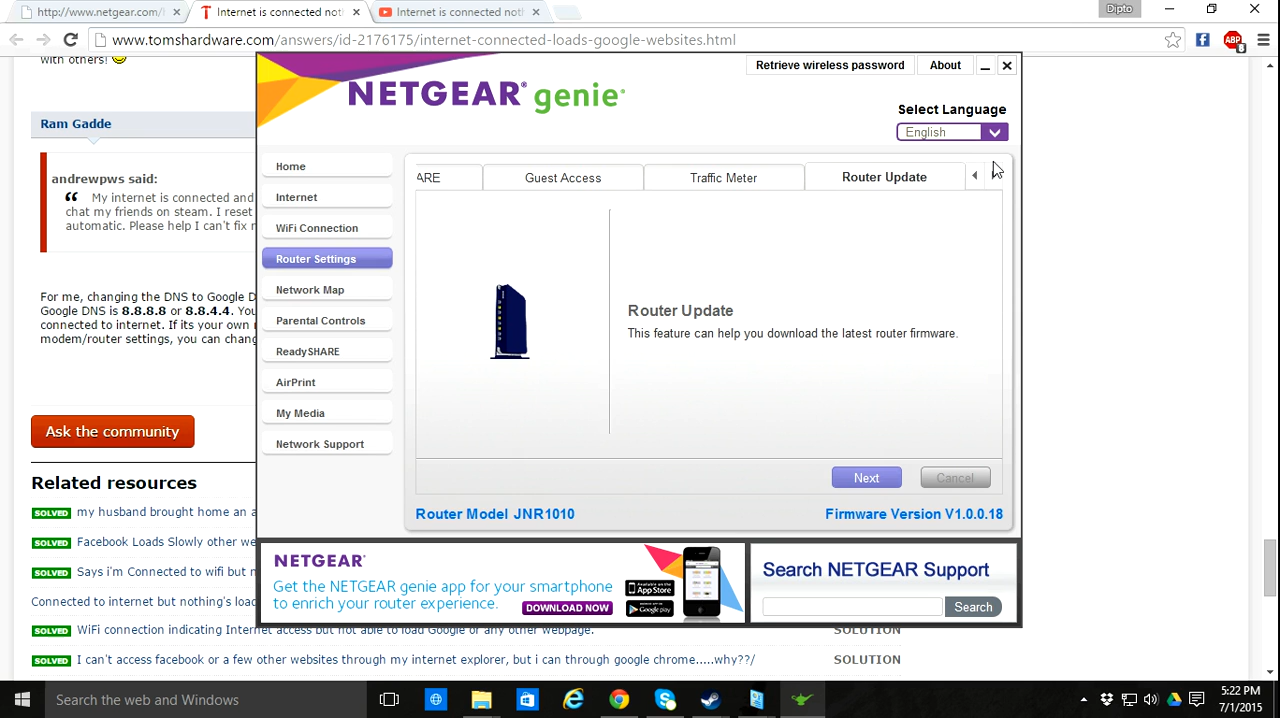 http://www.netgear.com/
Internet is connected not
Internet is connected not
Dipto
www.tomshardware.com/answers/id-2176175/internet-connected-loads-google-websites.html
with others!
Ram Gadde
andrewpws said:
My internet is connected and
chat my friends on steam. I reset
automatic. Please help I can't fix
For me, changing the DNS to Google D
Google DNS is 8.8.8.8 or 8.8.4.4. You
connected to internet. If its your own
modem/router settings, you can chang
Ask the community
Related resources
SOLVED my husband brought home an a
SOLVED Facebook Loads Slowly other we
SOLVED Says i'm Connected to wifi but n
Connected to internet but nothing's load
SOLVED WiFi connection indicating Internet access but not able to load Google or any other webpage. SOLUTION
SOLVED I can't access facebook or a few other websites through my internet explorer, but i can through google chrome.....why??/ SOLUTION
Retrieve wireless password
About
NETGEAR® genie
Select Language
English
Home
Internet
WiFi Connection
Router Settings
Network Map
Parental Controls
ReadySHARE
AirPrint
My Media
Network Support
ARE
Guest Access
Traffic Meter
Router Update
Router Update
This feature can help you download the latest router firmware.
Next
Cancel
Router Model JNR1010
Firmware Version V1.0.0.18
NETGEAR®
Get the NETGEAR genie app for your smartphone
to enrich your router experience.
DOWNLOAD NOW
App Store
Google play
Search NETGEAR Support
Search
Search the web and Windows
5:22 PM
7/1/2015